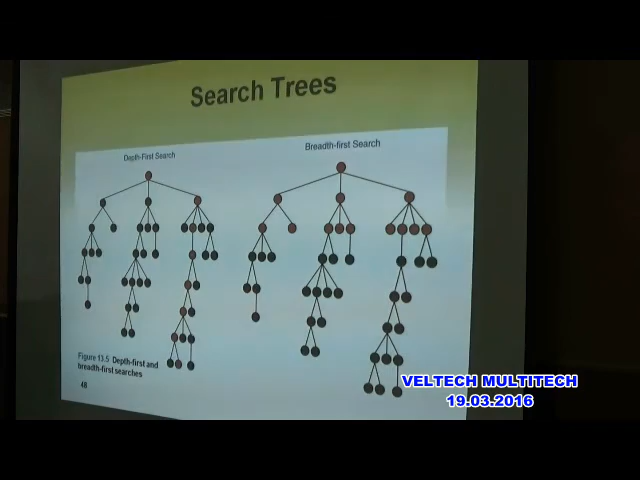 Search Trees
Depth-First Search
Breadth-first Search
Figure 13.5 Depth-first and
breadth-first searches
48
VELTECH MULTITECH
19.03.2016